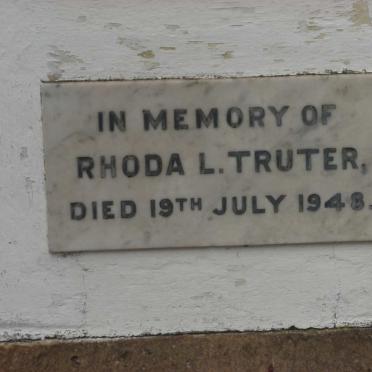 IN MEMORY OF
RHODA L. TRUTER,
DIED 19TH JULY 1948.